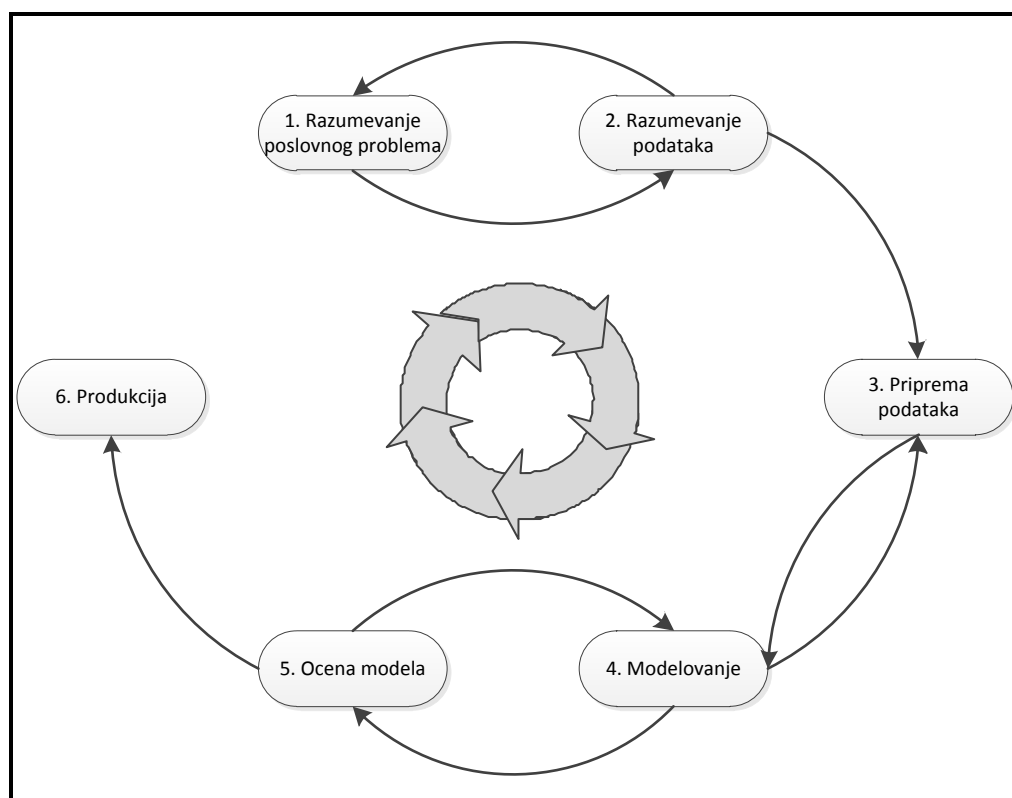 1. Razumevanje
poslovnog problema
2. Razumevanje
podataka
3. Priprema
podataka
4. Modelovanje
5. Ocena modela
6. Produkcija